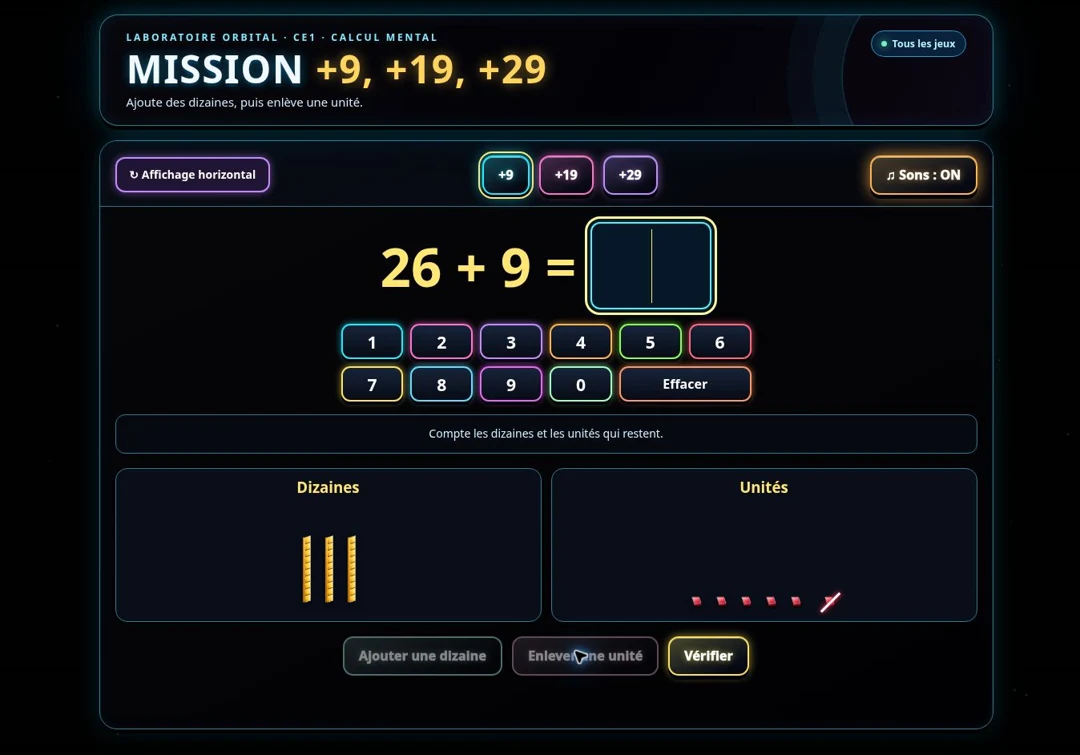 LABORATOIRE ORBITAL · CE1 · CALCUL MENTAL
MISSION +9, +19, +29
Tous les jeux
Ajoute des dizaines, puis enlève une unité.
↻ Affichage horizontal
+9
+19
+29
♫ Sons : ON
26 + 9 =
1 2 3 4 5 6
7 8 9 0 Effacer
Compte les dizaines et les unités qui restent.
Dizaines
Unités
Ajouter une dizaine
Enlever une unité
Vérifier